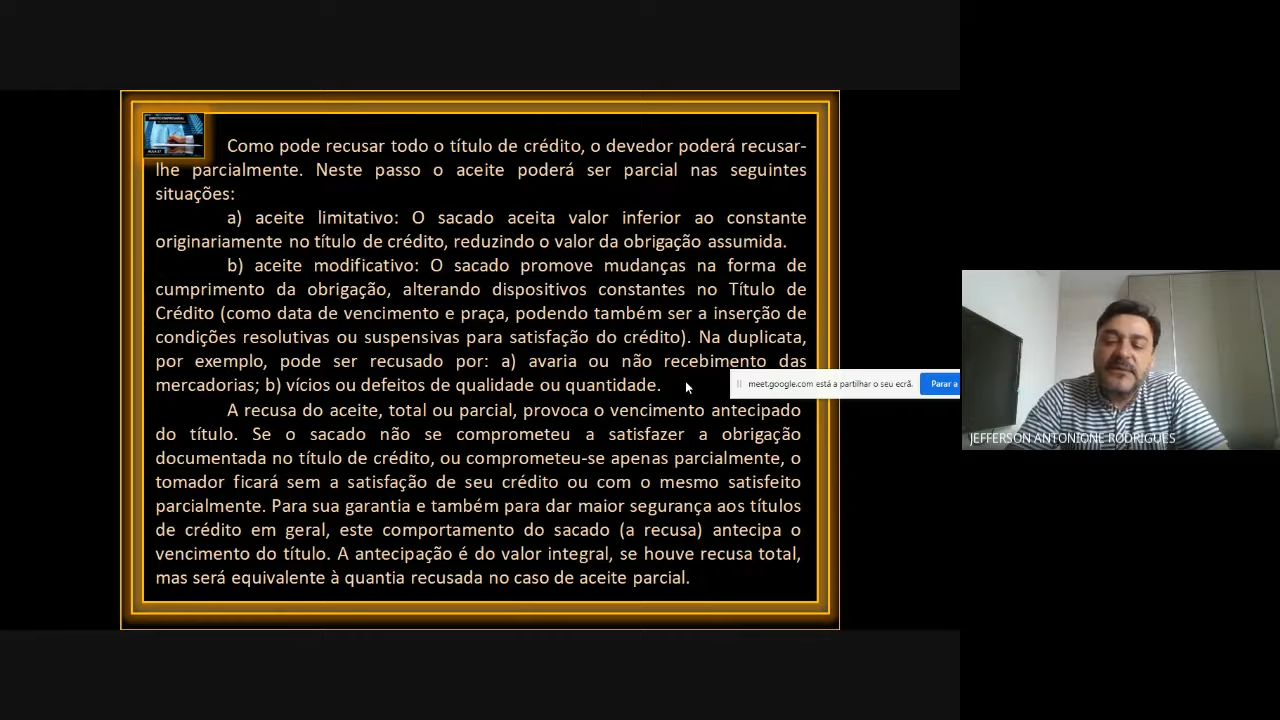 Como pode recusar todo o título de crédito, o devedor poderá recusar-
lhe parcialmente. Neste passo o aceite poderá ser parcial nas seguintes
situações:
a) aceite limitativo: O sacado aceita valor inferior ao constante
originariamente no título de crédito, reduzindo o valor da obrigação assumida.
b) aceite modificativo: O sacado promove mudanças na forma de
cumprimento da obrigação, alterando dispositivos constantes no Título de
Crédito (como data de vencimento e praça, podendo também ser a inserção de
condições resolutivas ou suspensivas para satisfação do crédito). Na duplicata,
por exemplo, pode ser recusado por: a) avaria ou não recebimento das
mercadorias; b) vícios ou defeito de qualidade ou quantidade.
meet.google.com está a partilhar o seu ecrã.
Parar a
A recusa do aceite, total ou parcial, provoca o vencimento antecipado
do título. Se o sacado não se comprometeu a satisfazer a obrigação
documentada no título de crédito, ou comprometeu-se apenas parcialmente, o
tomador ficará sem a satisfação de seu crédito ou com o mesmo satisfeito
parcialmente. Para sua garantia e também para dar maior segurança aos títulos
de crédito em geral, este comportamento do sacado (a recusa) antecipa o
vencimento do título. A antecipação é do valor integral, se houve recusa total,
mas será equivalente à quantia recusada no caso de aceite parcial.
JEFFERSON ANTONIONE RODRIGUES